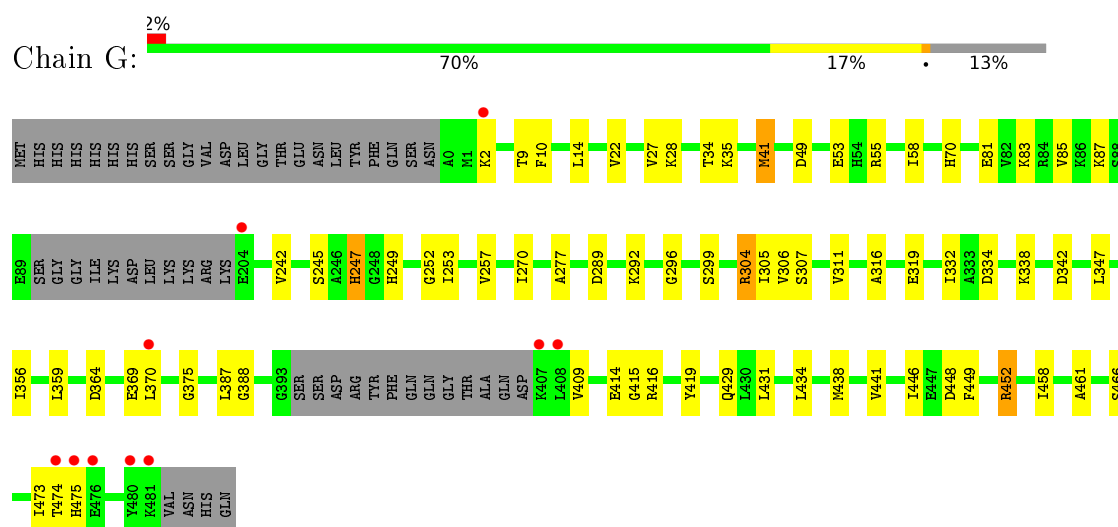 2%
Chain G:
70% 17% • 13%
MET HIS HIS HIS HIS HIS HIS SER SER GLY VAL ASP LEU GLY THR GLU ASN LEU TYR PHE GLN SER ASN A0 M1 K2 T9 F10 L14 V22 V27 K28 T34 K35 M41 D49 E53 H54 R55 I58 H70 E81 V82 K83 R84 V85 K86 K87 S88
E89 SER GLY GLY ILE LYS ASP LEU LYS LYS ARG LYS E204 V242 S245 A246 H247 G248 H249 G252 I253 V257 I270 A277 D289 K292 G296 S299 R304 I305 V306 S307 V311 A316 E319 I332 A333 D334 K338 D342 L347
I356 L359 D364 E369 L370 G375 L387 G388 G393 SER SER ASP ARG TYR PHE GLN GLN GLY THR ALA GLN ASP K407 L408 V409 E414 G415 R416 Y419 Q429 L430 L431 L434 M438 V441 I446 E447 D448 F449 R452 I458 A461 S466
I473 T474 H475 E476 Y480 K481 VAL ASN HIS GLN